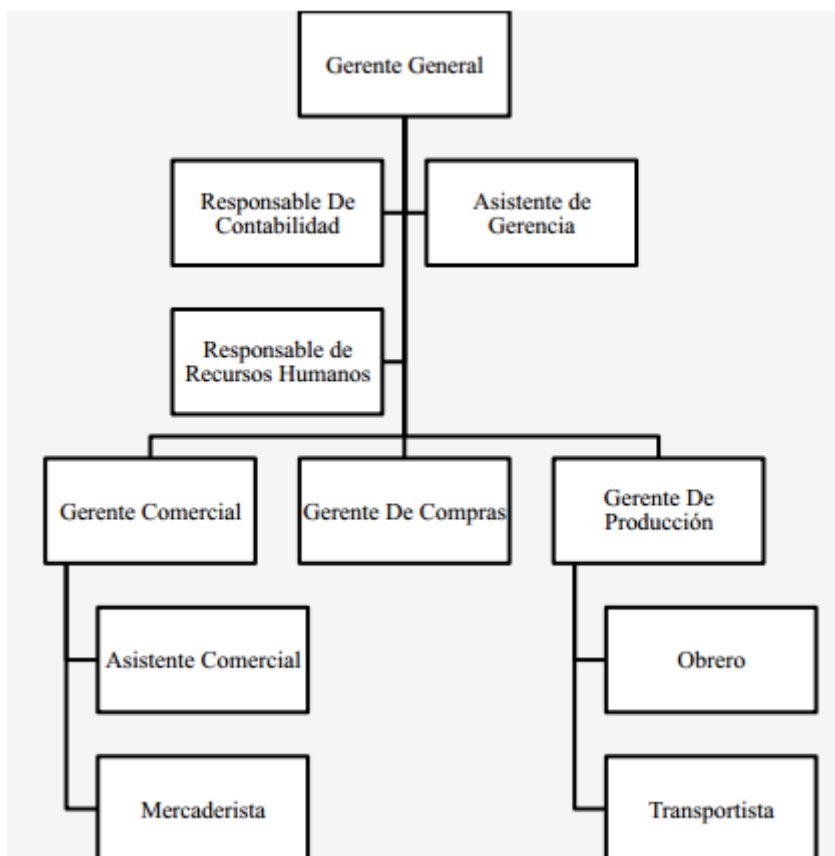 Gerente General
Responsable De
Contabilidad
Asistente de
Gerencia
Responsable de
Recursos Humanos
Gerente Comercial
Gerente De Compras
Gerente De
Producción
Asistente Comercial
Obrero
Mercaderista
Transportista